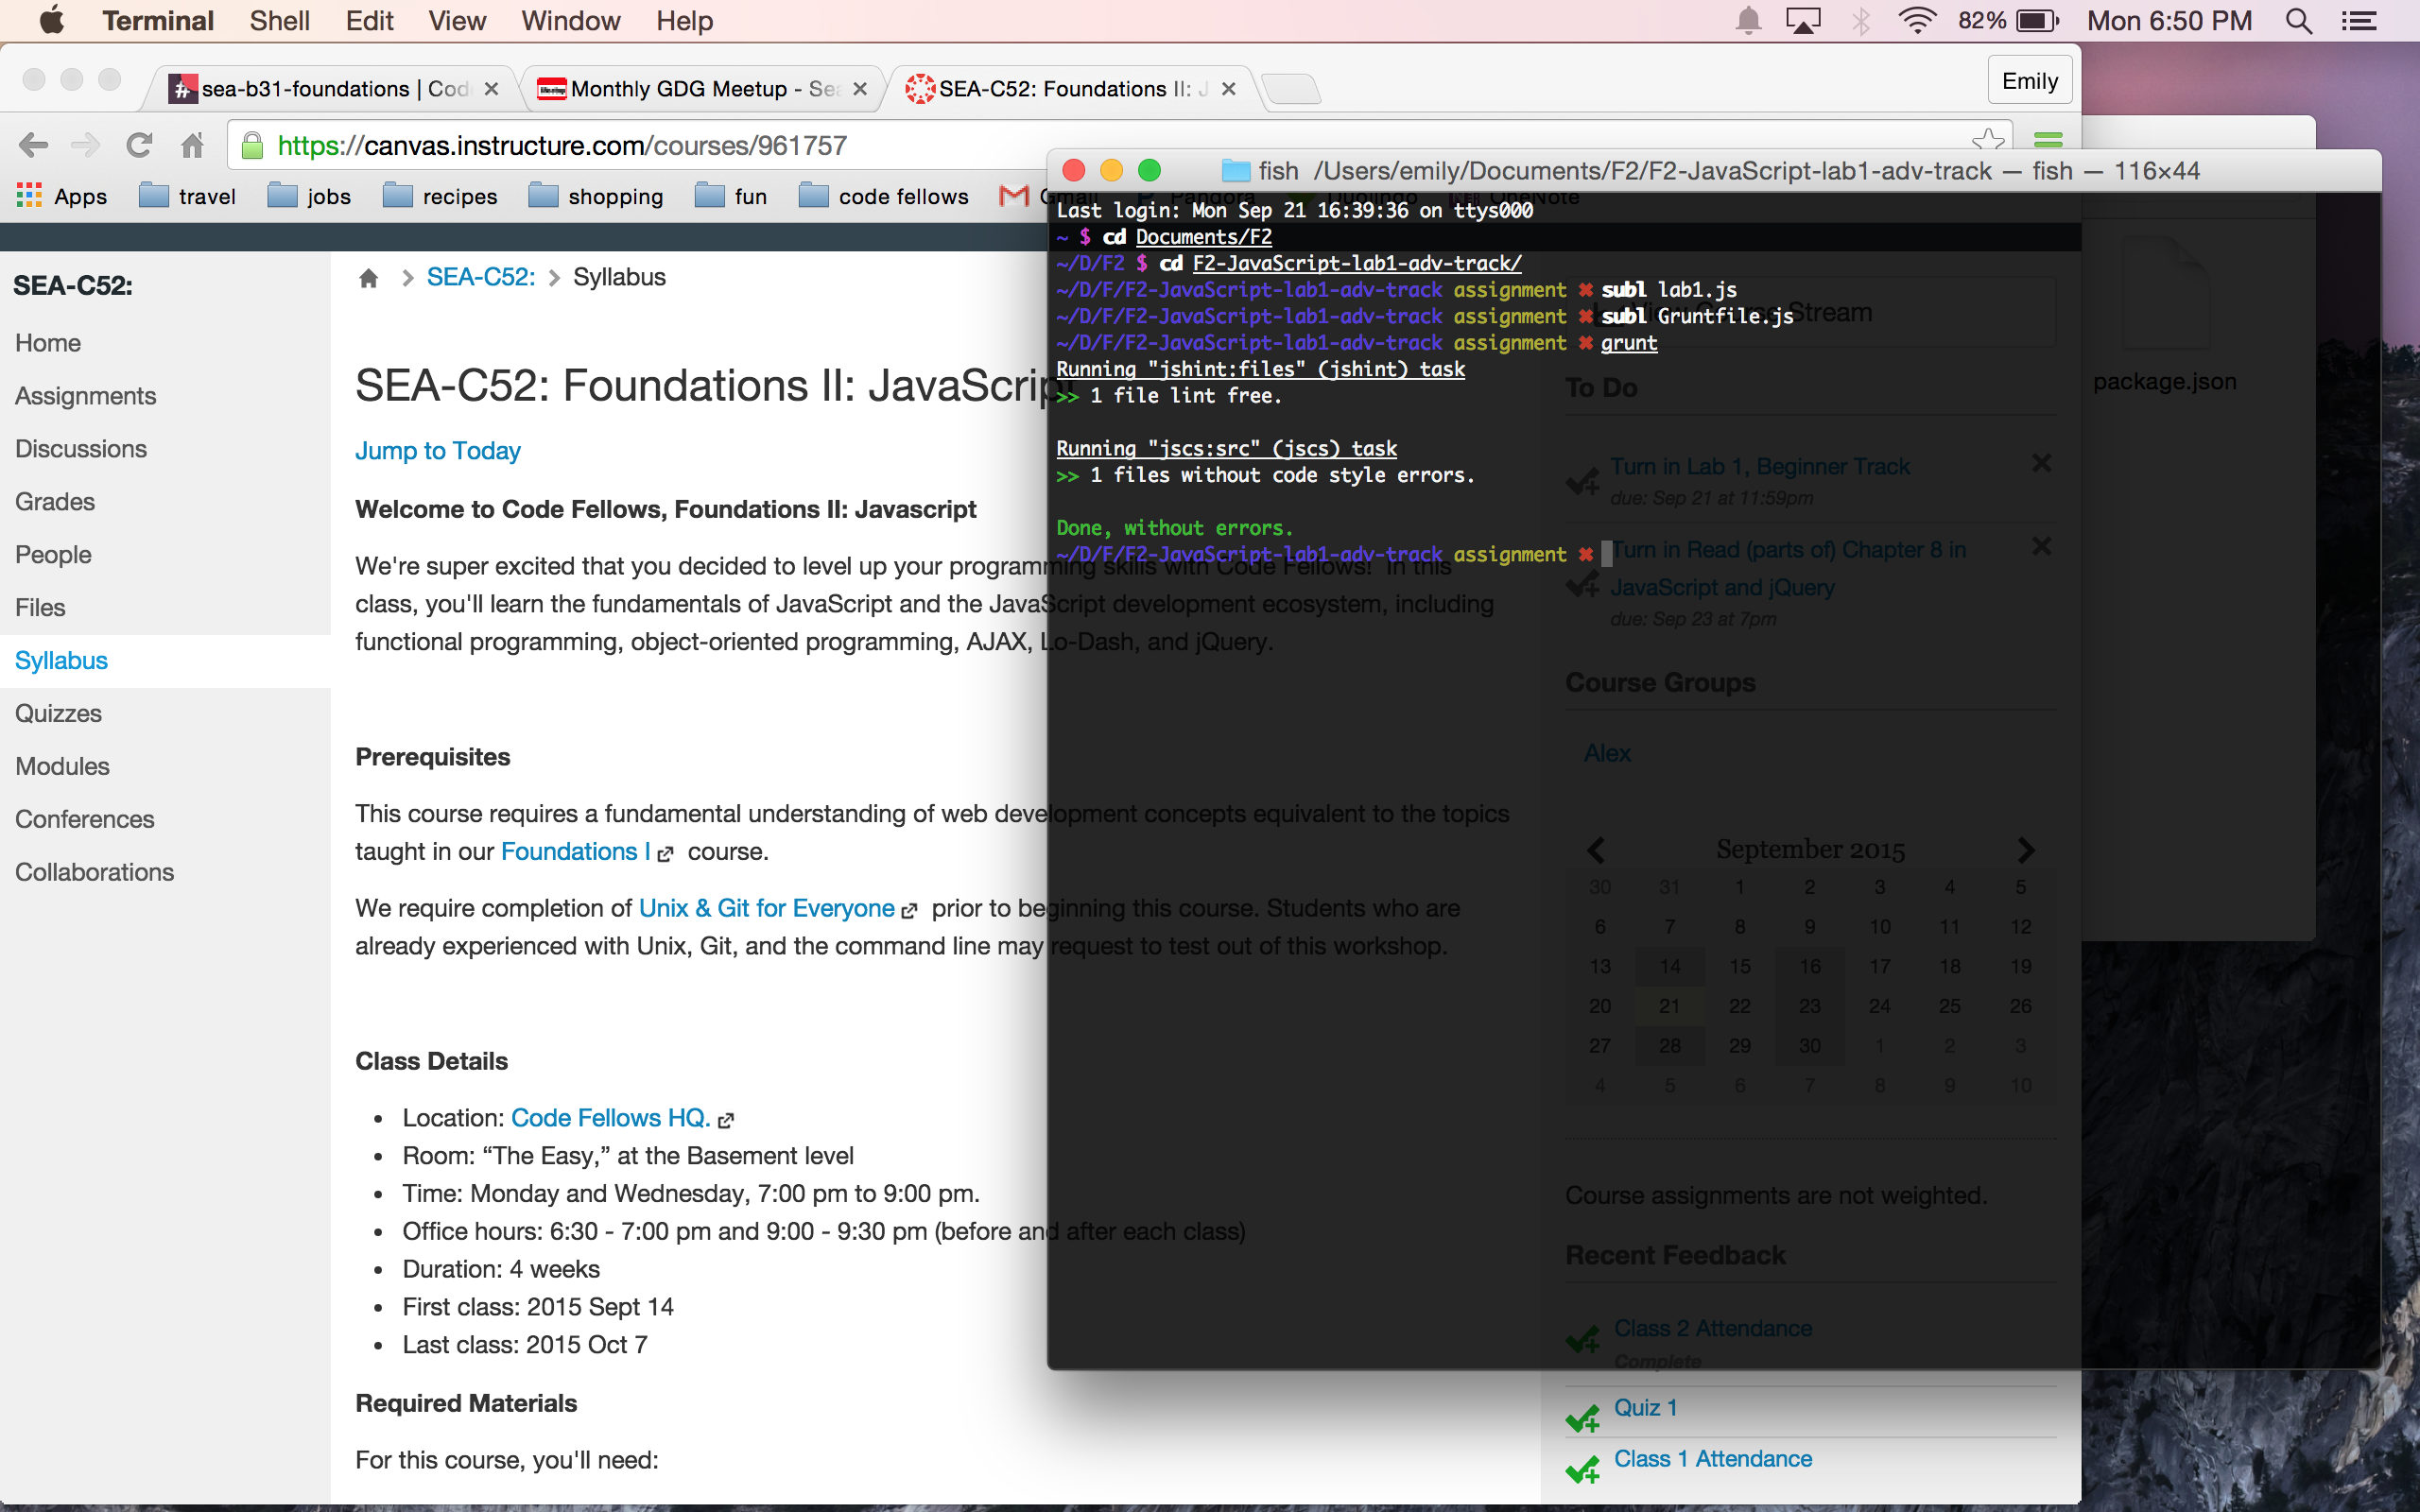 Terminal Shell Edit View Window Help 82% Mon 6:50 PM
sea-b31-foundations | Cod
Monthly GDG Meetup - Sea
SEA-C52: Foundations II: J
Emily
https://canvas.instructure.com/courses/961757
Apps travel jobs recipes shopping fun code fellows Gmail Pandora Duolingo OneNote
SEA-C52:
Home
Assignments
Discussions
Grades
People
Files
Syllabus
Quizzes
Modules
Conferences
Collaborations
SEA-C52: Syllabus
SEA-C52: Foundations II: JavaScrip
Jump to Today
Welcome to Code Fellows, Foundations II: Javascript
We're super excited that you decided to level up your programming skills with Code Fellows! In this
class, you'll learn the fundamentals of JavaScript and the JavaScript development ecosystem, including
functional programming, object-oriented programming, AJAX, Lo-Dash, and jQuery.
Prerequisites
This course requires a fundamental understanding of web development concepts equivalent to the topics
taught in our Foundations I course.
We require completion of Unix & Git for Everyone prior to beginning this course. Students who are
already experienced with Unix, Git, and the command line may request to test out of this workshop.
Class Details
Location: Code Fellows HQ.
Room: “The Easy,” at the Basement level
Time: Monday and Wednesday, 7:00 pm to 9:00 pm.
Office hours: 6:30 - 7:00 pm and 9:00 - 9:30 pm (before and after each class)
Duration: 4 weeks
First class: 2015 Sept 14
Last class: 2015 Oct 7
Required Materials
For this course, you'll need:
fish /Users/emily/Documents/F2/F2-JavaScript-lab1-adv-track — fish — 116×44
Last login: Mon Sep 21 16:39:36 on ttys000
~ $ cd Documents/F2
~/D/F2 $ cd F2-JavaScript-lab1-adv-track/
~/D/F/F2-JavaScript-lab1-adv-track assignment ✖ subl lab1.js
~/D/F/F2-JavaScript-lab1-adv-track assignment ✖ subl Gruntfile.js
~/D/F/F2-JavaScript-lab1-adv-track assignment ✖ grunt
Running "jshint:files" (jshint) task
>> 1 file lint free.
Running "jscs:src" (jscs) task
>> 1 files without code style errors.
Done, without errors.
~/D/F/F2-JavaScript-lab1-adv-track assignment ✖
Stream
To Do
Turn in Lab 1, Beginner Track
due: Sep 21 at 11:59pm
Turn in Read (parts of) Chapter 8 in
JavaScript and jQuery
due: Sep 23 at 7pm
Course Groups
Alex
September 2015
30 31 1 2 3 4 5
6 7 8 9 10 11 12
13 14 15 16 17 18 19
20 21 22 23 24 25 26
27 28 29 30 1 2 3
4 5 6 7 8 9 10
Course assignments are not weighted.
Recent Feedback
Class 2 Attendance
Complete
Quiz 1
Class 1 Attendance
package.json